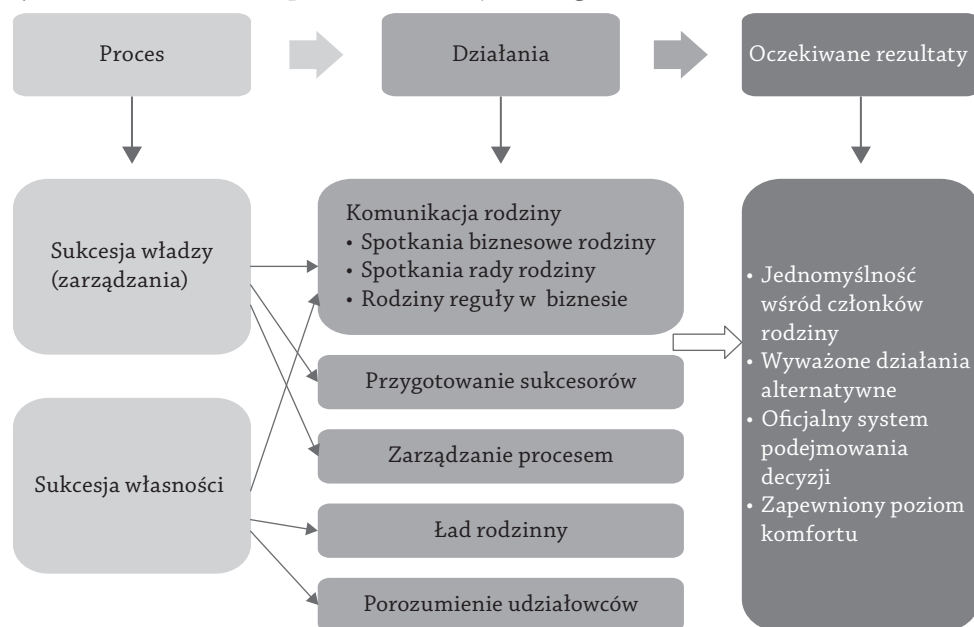 Proces
Działania
Oczekiwane rezultaty
Sukcesja władzy
(zarządzania)
Sukcesja własności
Komunikacja rodziny
• Spotkania biznesowe rodziny
• Spotkania rady rodziny
• Rodziny reguły w biznesie
Przygotowanie sukcesorów
Zarządzanie procesem
Ład rodzinny
Porozumienie udziałowców
• Jednomyślność
wśród członków
rodziny
• Wyważone działania
alternatywne
• Oficjalny system
podejmowania
decyzji
• Zapewniony poziom
komfortu